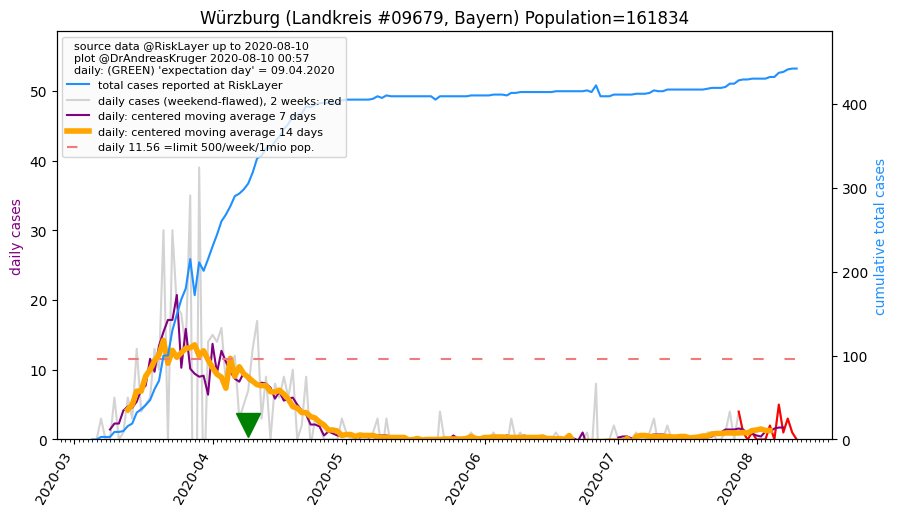 Würzburg (Landkreis #09679, Bayern) Population=161834
source data @RiskLayer up to 2020-08-10
plot @DrAndreasKruger 2020-08-10 00:57
daily: (GREEN) 'expectation day' = 09.04.2020
total cases reported at RiskLayer
daily cases (weekend-flawed), 2 weeks: red
daily: centered moving average 7 days
daily: centered moving average 14 days
daily 11.56 =limit 500/week/1mio pop.
daily cases
50
40
30
20
10
0
cumulative total cases
400
300
200
100
0
2020-03
2020-04
2020-05
2020-06
2020-07
2020-08